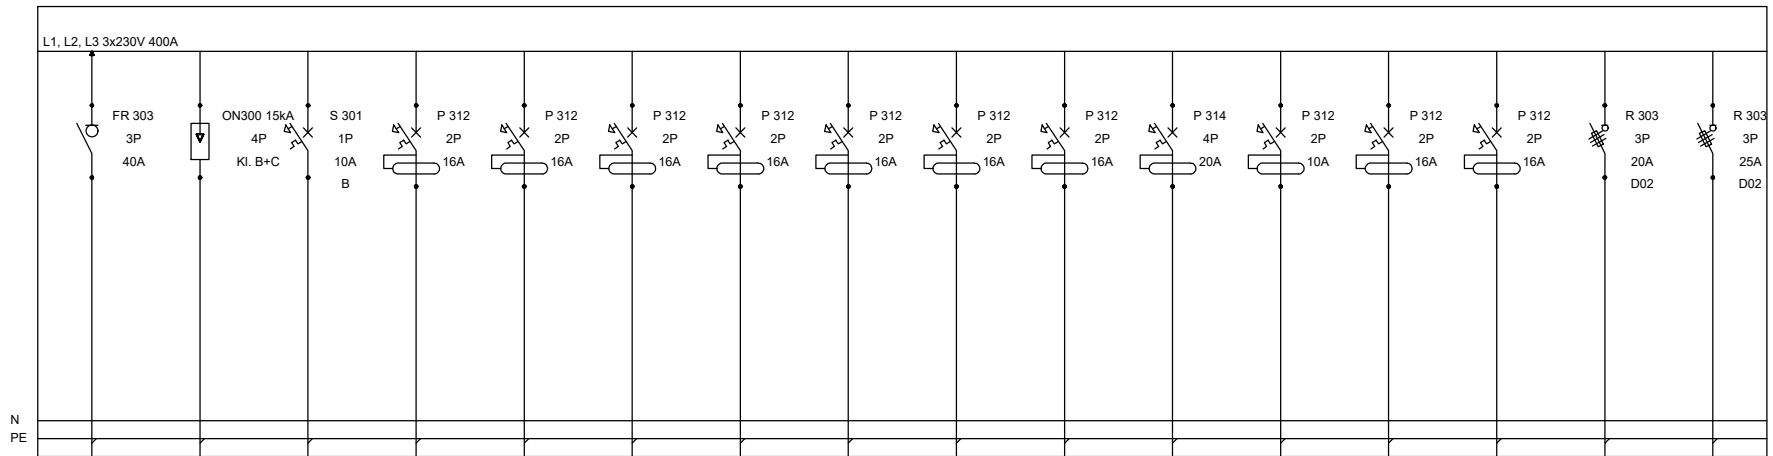 L1, L2, L3 3x230V 400A
FR 303
3P
40A
ON300 15kA
4P
Kl. B+C
S 301
1P
10A
B
P 312
2P
16A
P 312
2P
16A
P 312
2P
16A
P 312
2P
16A
P 312
2P
16A
P 312
2P
16A
P 312
2P
16A
P 314
4P
20A
P 312
2P
10A
P 312
2P
16A
P 312
2P
16A
R 303
3P
20A
D02
R 303
3P
25A
D02
N
PE